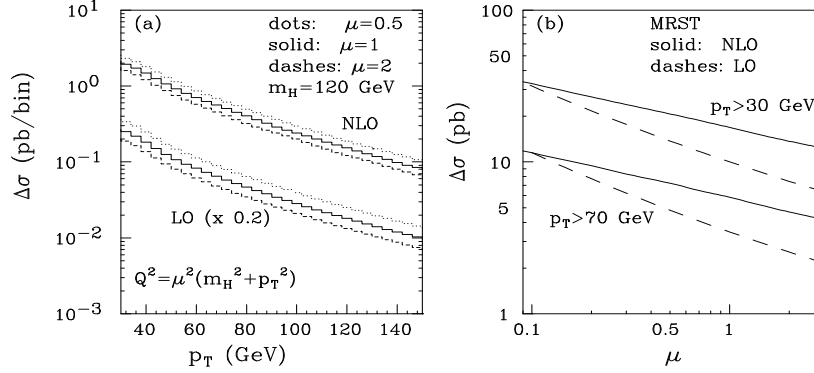 (a)
dots: μ=0.5
solid: μ=1
dashes: μ=2
m_H=120 GeV
NLO
LO (x 0.2)
Q²=μ²(m_H²+p_T²)
Δσ (pb/bin)
10¹
10⁰
10⁻¹
10⁻²
10⁻³
40 60 80 100 120 140
p_T (GeV)
(b)
MRST
solid: NLO
dashes: LO
p_T>30 GeV
p_T>70 GeV
Δσ (pb)
100
50
10
5
1
0.1 0.5 1
μ